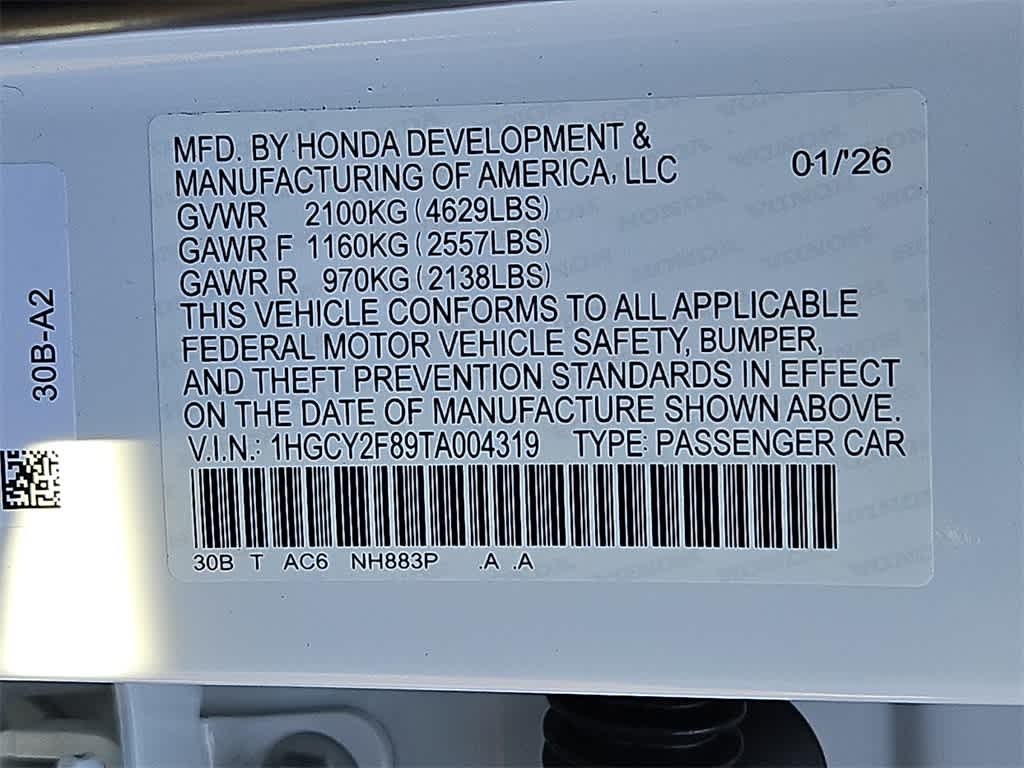 MFD. BY HONDA DEVELOPMENT &
MANUFACTURING OF AMERICA, LLC 01/'26
GVWR 2100KG (4629LBS)
GAWR F 1160KG (2557LBS)
GAWR R 970KG (2138LBS)
THIS VEHICLE CONFORMS TO ALL APPLICABLE
FEDERAL MOTOR VEHICLE SAFETY, BUMPER,
AND THEFT PREVENTION STANDARDS IN EFFECT
ON THE DATE OF MANUFACTURE SHOWN ABOVE.
V.I.N.: 1HGCY2F89TA004319 TYPE: PASSENGER CAR
30B T AC6 NH883P .A .A
30B-A2